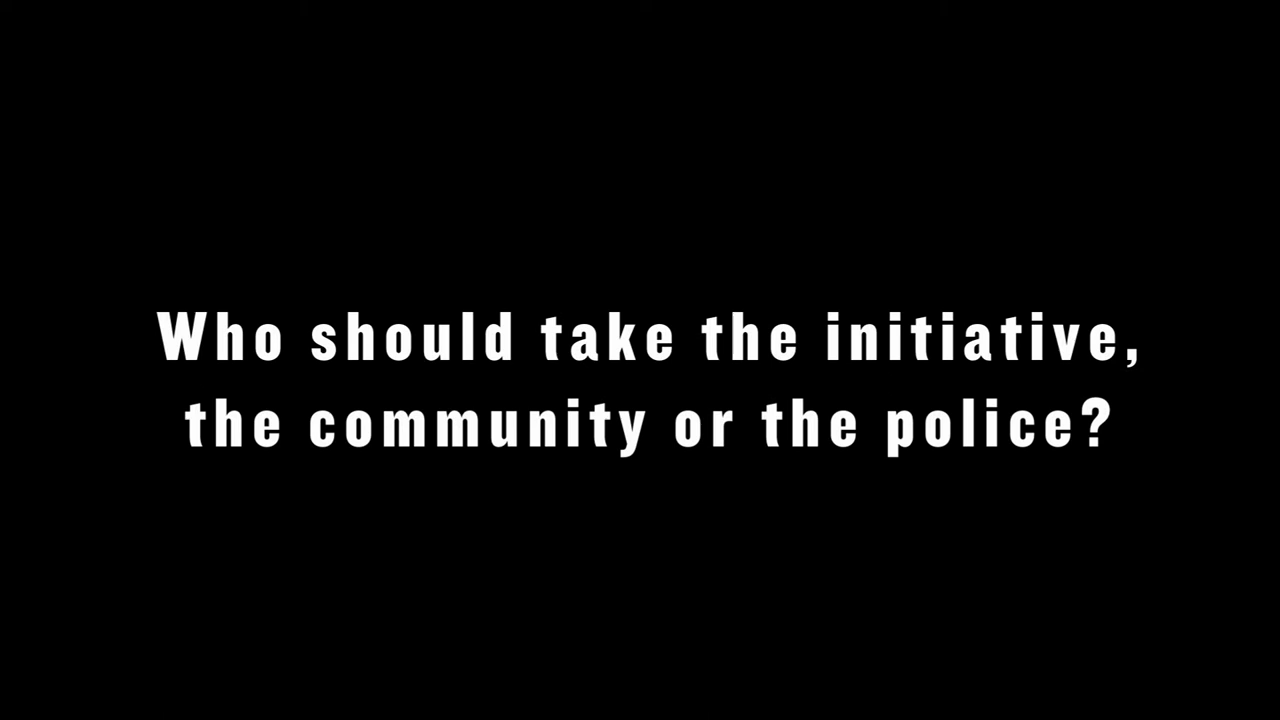 Who should take the initiative,
the community or the police?